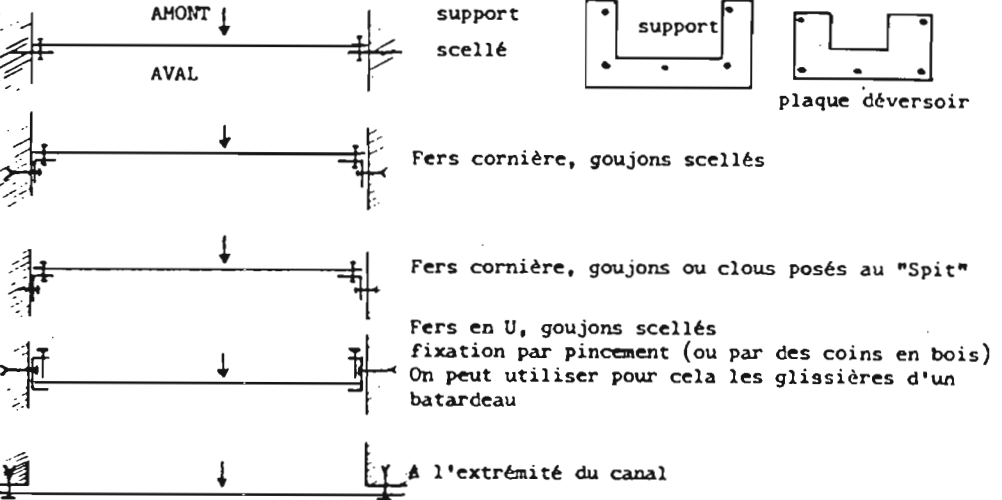 AMONT
AVAL
support
scellé
support
plaque déversoir
Fers cornière, goujons scellés
Fers cornière, goujons ou clous posés au "Spit"
Fers en U, goujons scellés
fixation par pincement (ou par des coins en bois)
On peut utiliser pour cela les glissières d'un
batardeau
A l'extrémité du canal